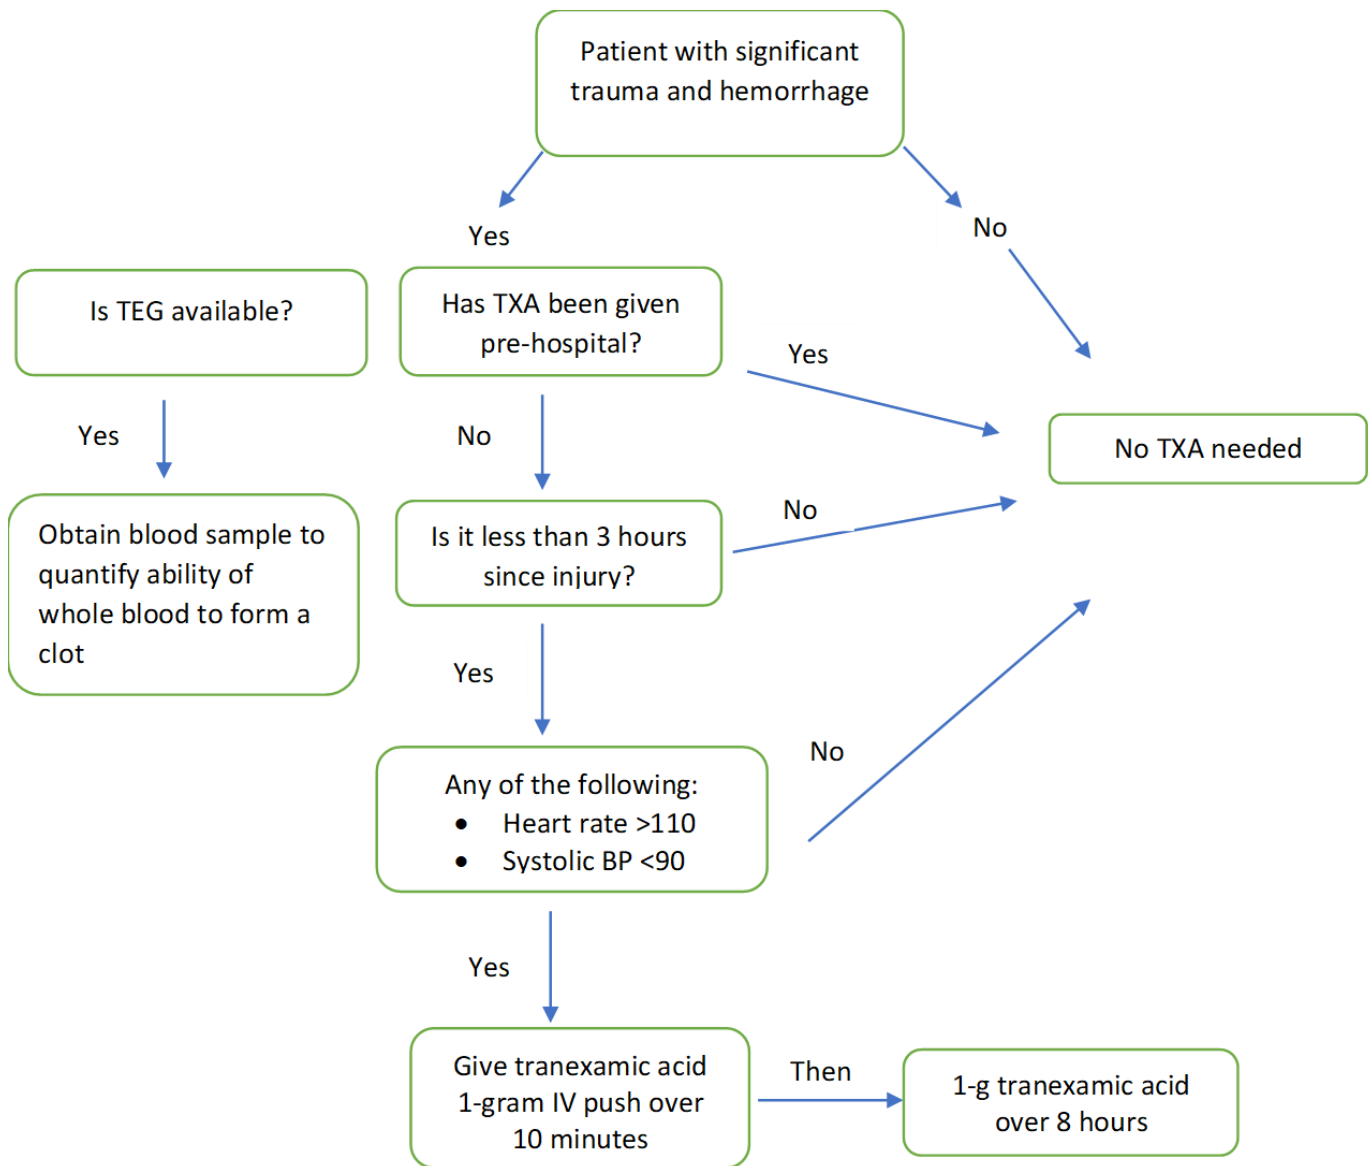 Patient with significant
trauma and hemorrhage
Yes
No
Is TEG available?
Has TXA been given
pre-hospital?
Yes
Yes
No
No TXA needed
Obtain blood sample to
quantify ability of
whole blood to form a
clot
Is it less than 3 hours
since injury?
No
Yes
No
Any of the following:
• Heart rate >110
• Systolic BP <90
Yes
Give tranexamic acid
1-gram IV push over
10 minutes
Then
1-g tranexamic acid
over 8 hours